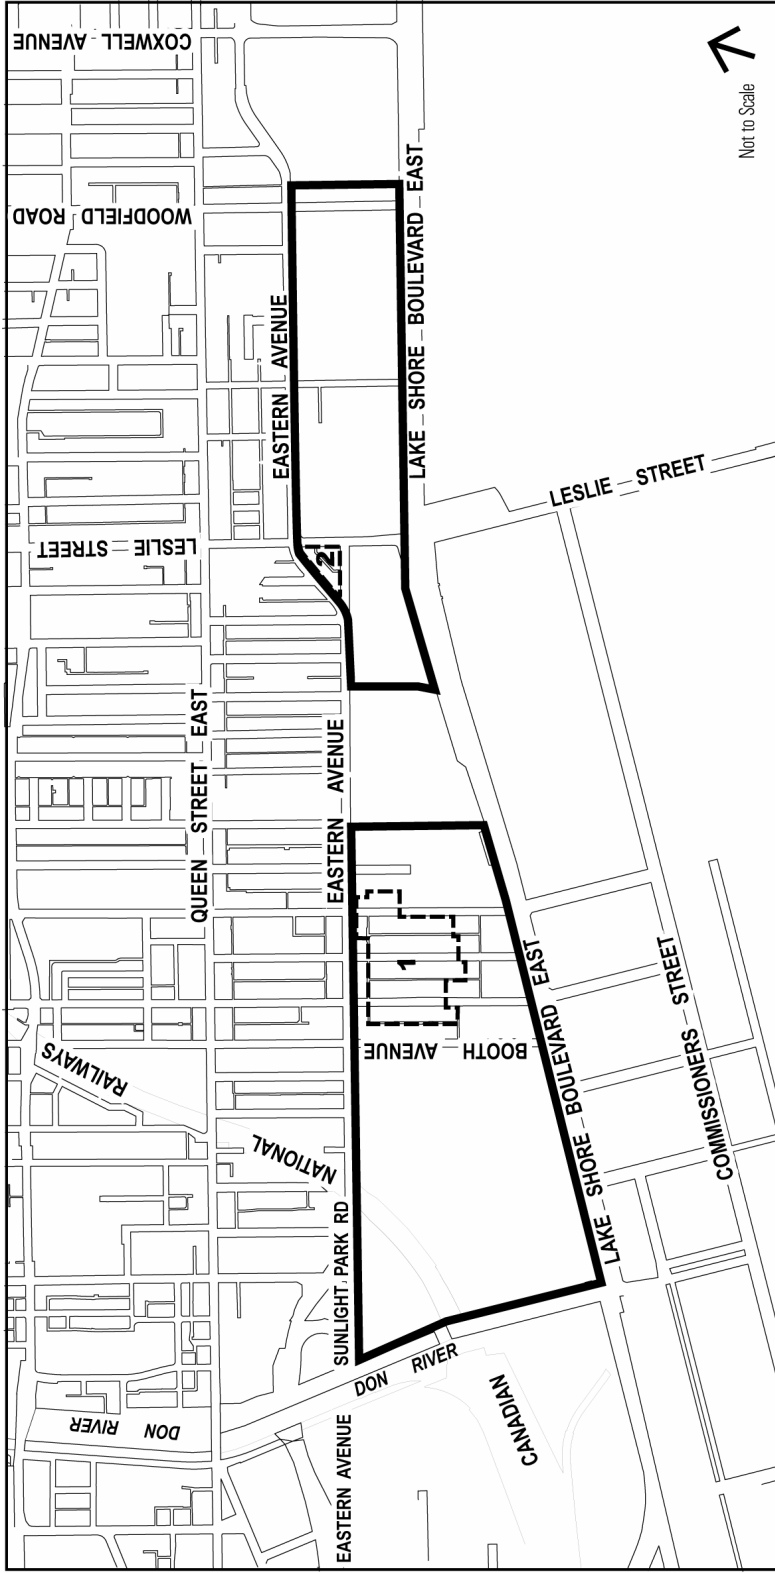 COXWELL AVENUE
WOODFIELD ROAD
LESLIE STREET
QUEEN STREET EAST
EASTERN AVENUE
EASTERN AVENUE
LAKE SHORE BOULEVARD EAST
LESLIE STREET
2
1
BOOTH AVENUE
LAKE SHORE BOULEVARD EAST
COMMISSIONERS STREET
RAILWAYS
NATIONAL
CANADIAN
SUNLIGHT PARK RD
DON RIVER
DON RIVER
EASTERN AVENUE
Not to Scale